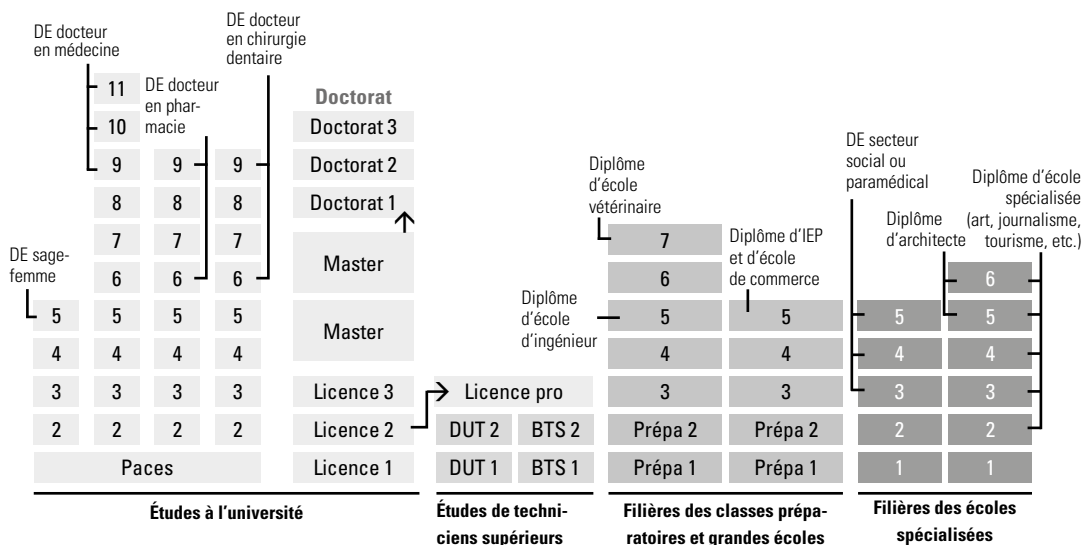 DE docteur
en médecine
DE docteur
en chirurgie
dentaire
DE docteur
en phar-
macie
DE sage-
femme
Doctorat
11
10 Doctorat 3
9 9 9 Doctorat 2
8 8 8 Doctorat 1
7 7 7
6 6 6 Master
5 5 5 5
4 4 4 4 Master
3 3 3 3 Licence 3 Licence pro
2 2 2 2 Licence 2 DUT 2 BTS 2
Paces Licence 1 DUT 1 BTS 1
Diplôme
d'école
vétérinaire
Diplôme
d'école
d'ingénieur
Diplôme d'IEP
et d'école
de commerce
7
6
5 5
4 4
3 3
Prépa 2 Prépa 2
Prépa 1 Prépa 1
DE secteur
social ou
paramédical
Diplôme
d'architecte
Diplôme d'école
spécialisée
(art, journalisme,
tourisme, etc.)
6
5 5
4 4
3 3
2 2
1 1
Études à l'université
Études de techni-
ciens supérieurs
Filières des classes prépa-
ratoires et grandes écoles
Filières des écoles
spécialisées